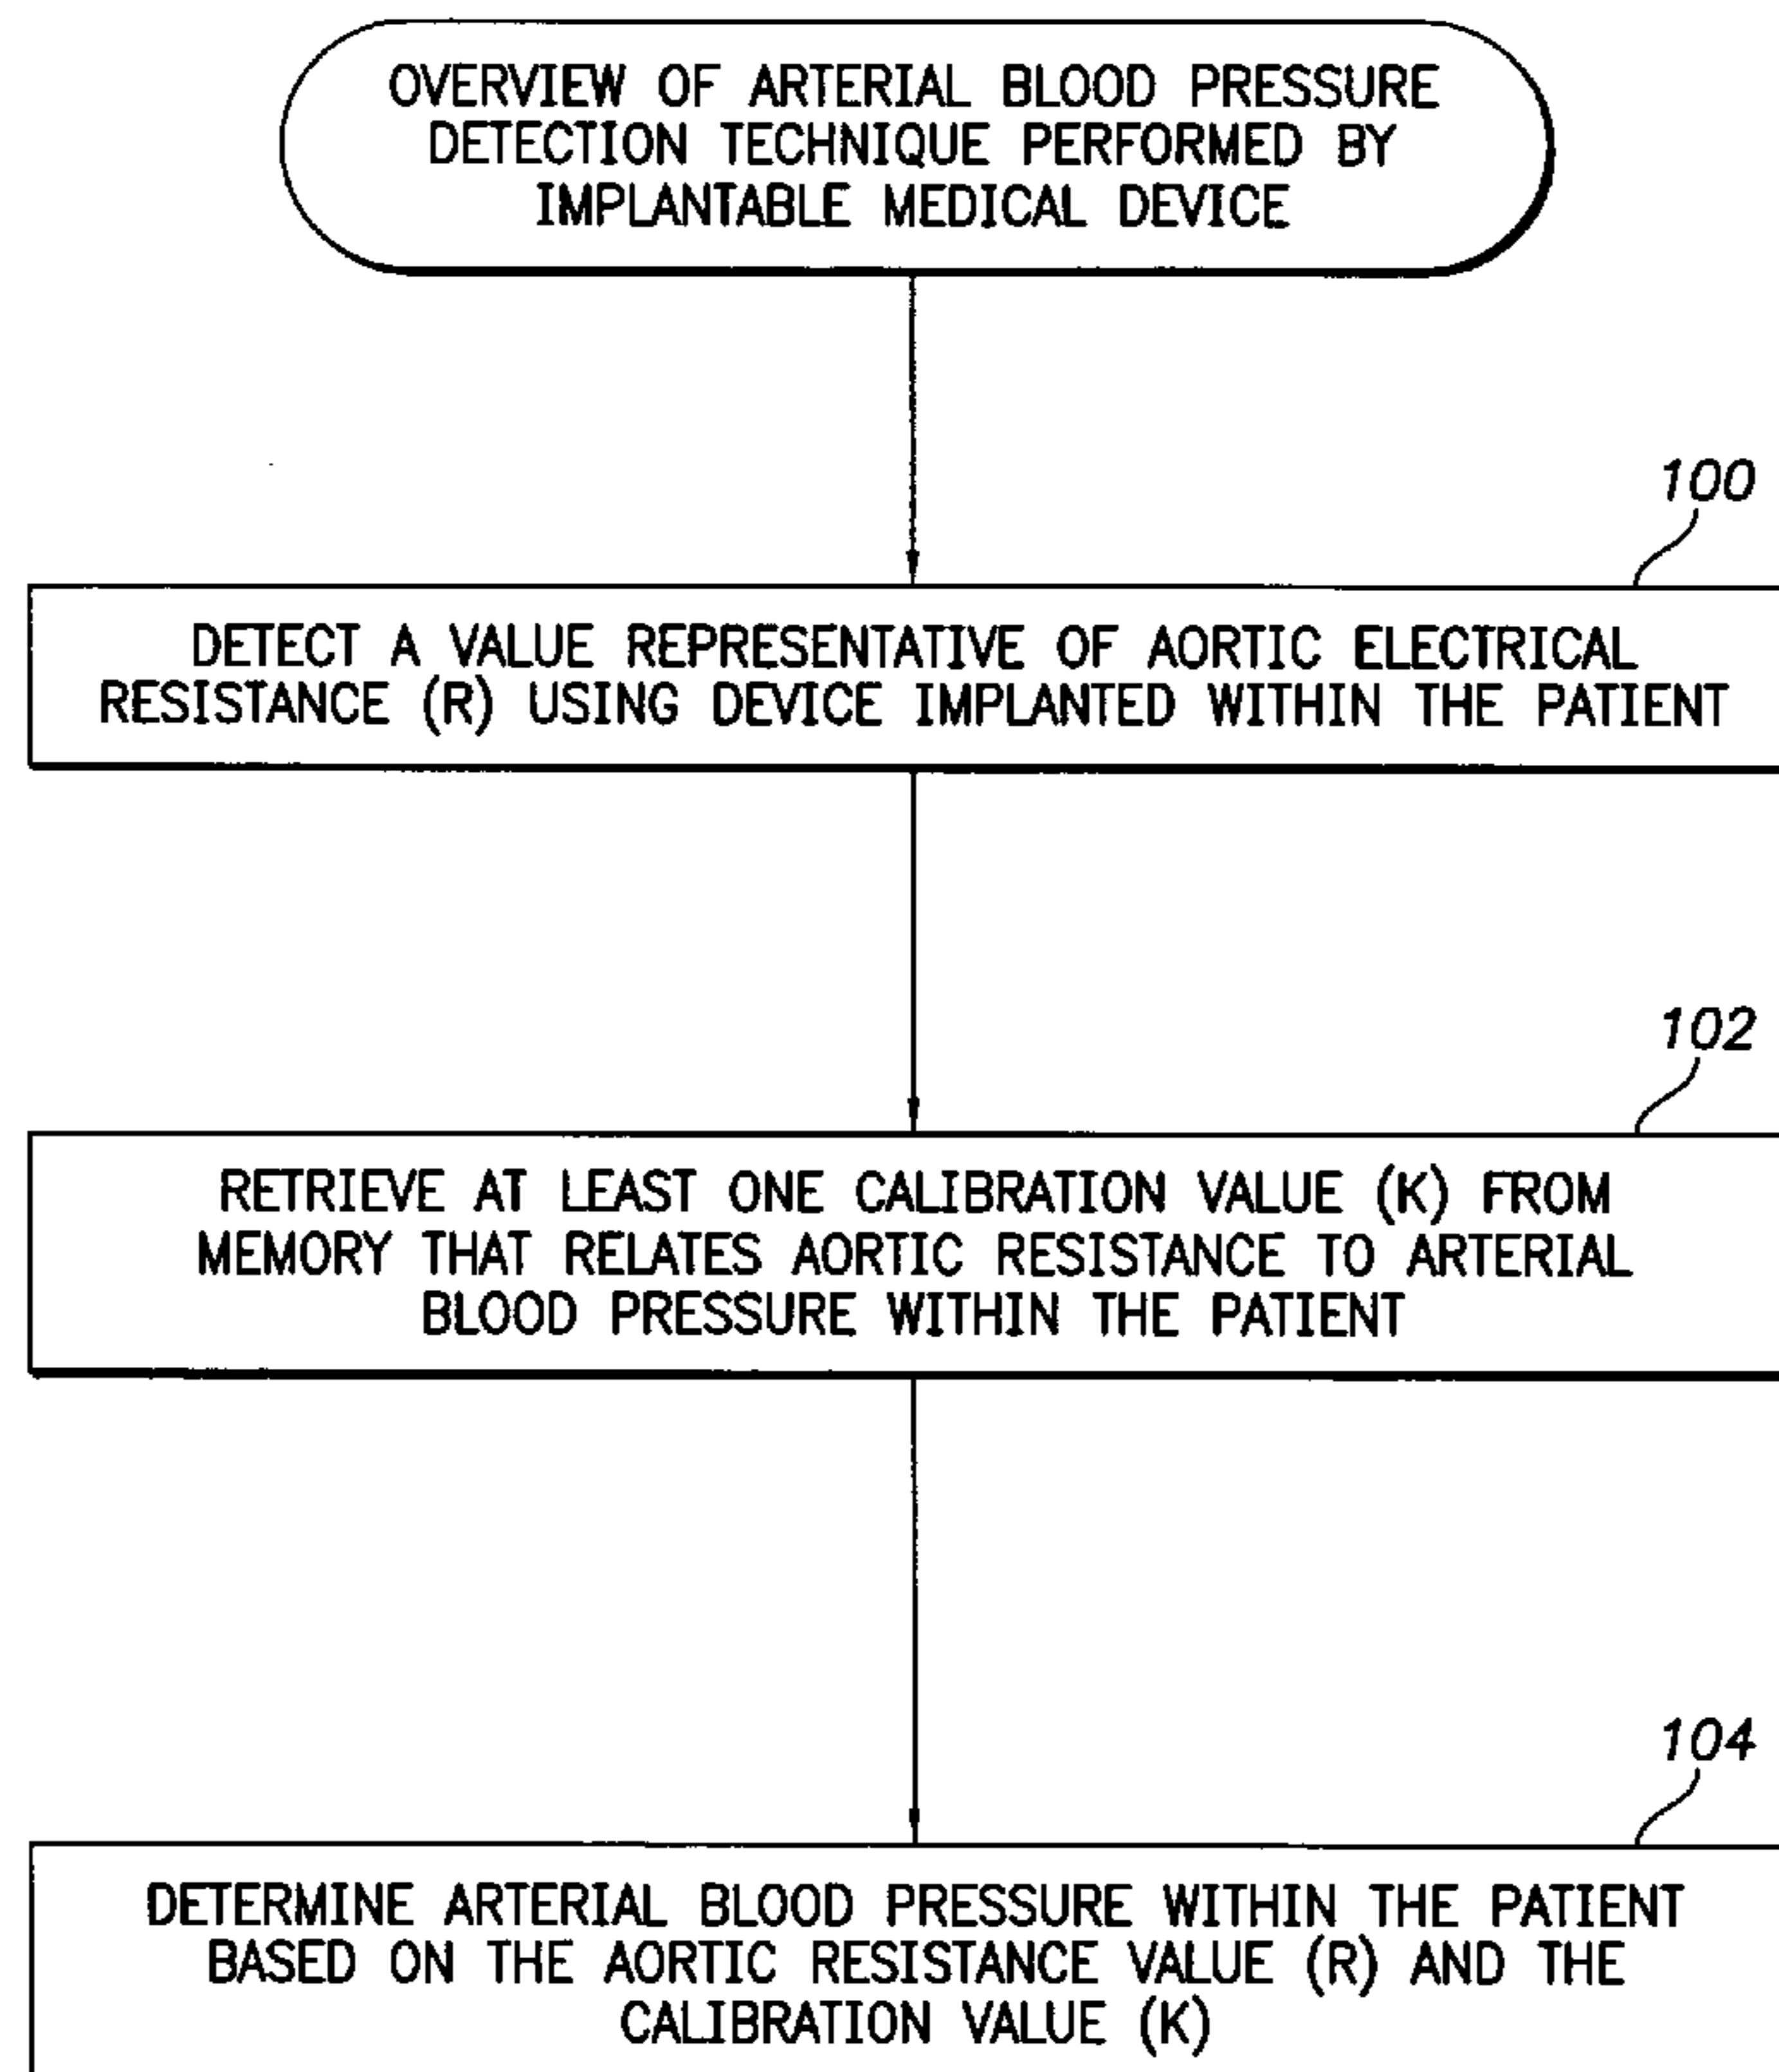 OVERVIEW OF ARTERIAL BLOOD PRESSURE
DETECTION TECHNIQUE PERFORMED BY
IMPLANTABLE MEDICAL DEVICE
100
DETECT A VALUE REPRESENTATIVE OF AORTIC ELECTRICAL
RESISTANCE (R) USING DEVICE IMPLANTED WITHIN THE PATIENT
102
RETRIEVE AT LEAST ONE CALIBRATION VALUE (K) FROM
MEMORY THAT RELATES AORTIC RESISTANCE TO ARTERIAL
BLOOD PRESSURE WITHIN THE PATIENT
104
DETERMINE ARTERIAL BLOOD PRESSURE WITHIN THE PATIENT
BASED ON THE AORTIC RESISTANCE VALUE (R) AND THE
CALIBRATION VALUE (K)